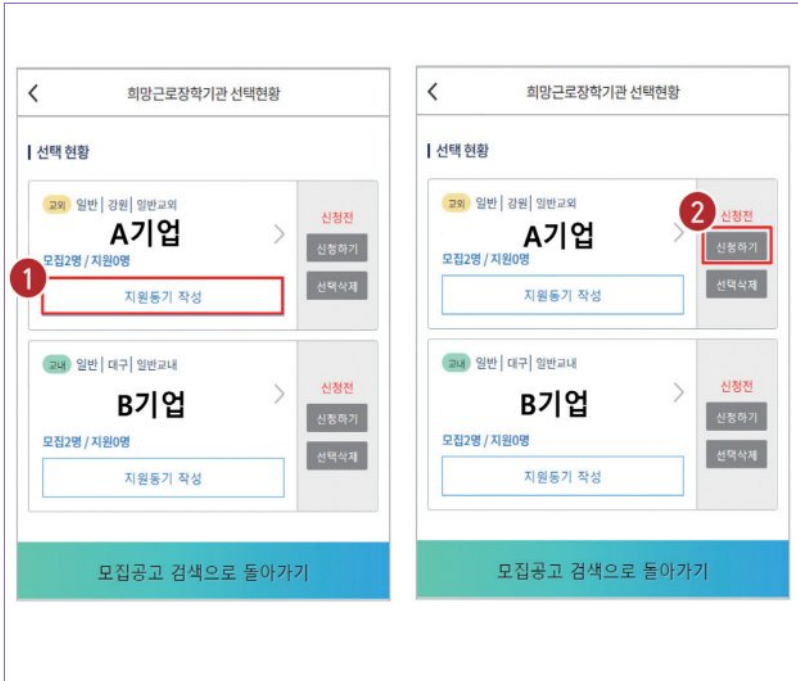 희망근로장학기관 선택현황
선택 현황
교외 일반 강원 일반교외
A기업
모집2명 / 지원0명
지원동기 작성
신청전
신청하기
선택삭제
1
교내 일반 대구 일반교내
B기업
모집2명 / 지원0명
지원동기 작성
신청전
신청하기
선택삭제
모집공고 검색으로 돌아가기
희망근로장학기관 선택현황
선택 현황
교외 일반 강원 일반교외
A기업
모집2명 / 지원0명
지원동기 작성
2
신청전
신청하기
선택삭제
교내 일반 대구 일반교내
B기업
모집2명 / 지원0명
지원동기 작성
신청전
신청하기
선택삭제
모집공고 검색으로 돌아가기